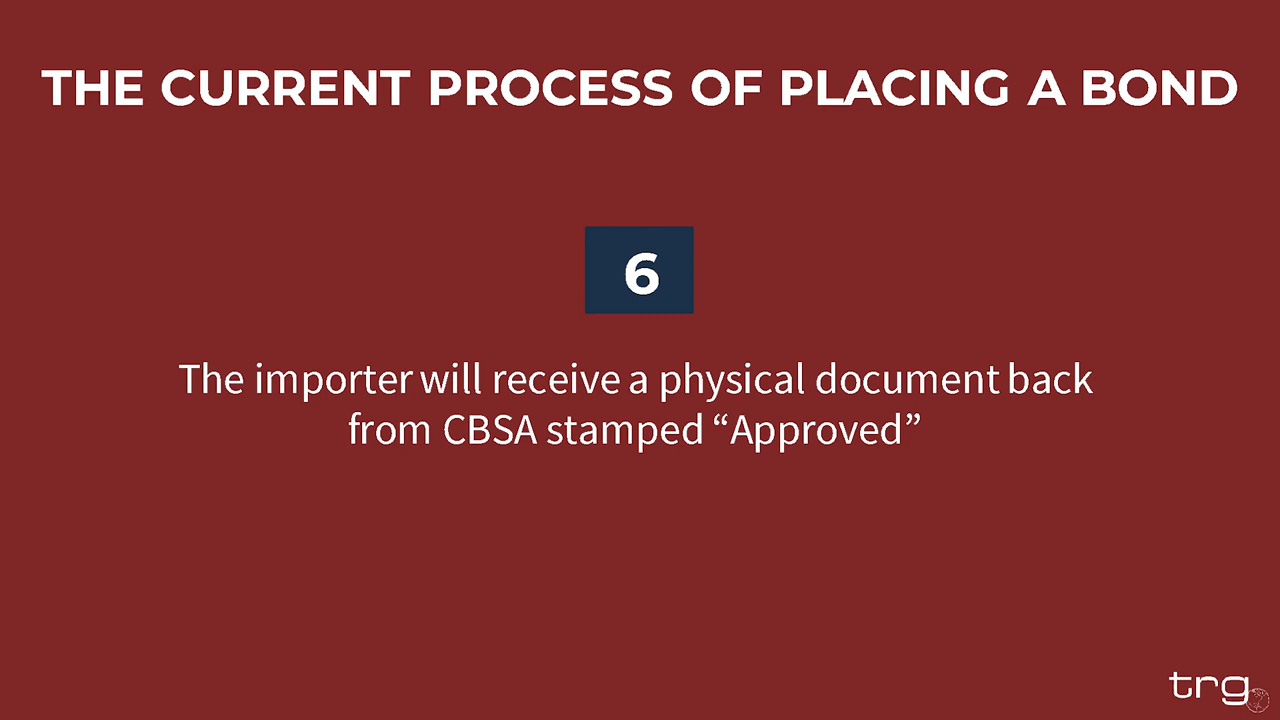 THE CURRENT PROCESS OF PLACING A BOND
6
The importer will receive a physical document back
from CBSA stamped “Approved”
trg